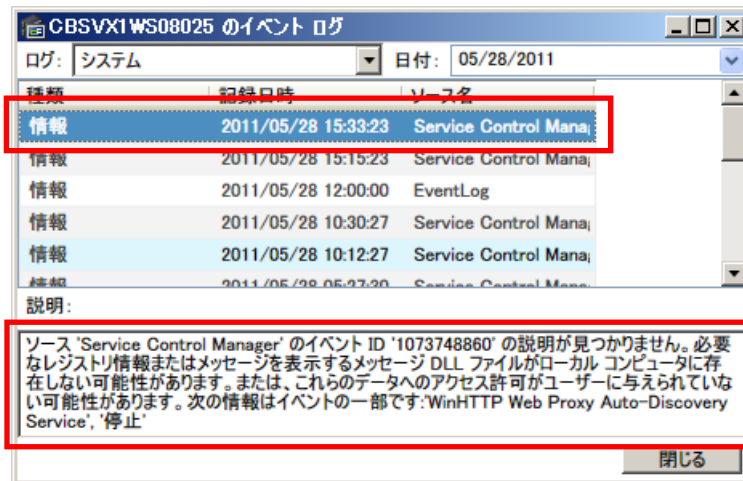 CBSVX1WS08025 のイベント ログ
ログ: システム 日付: 05/28/2011
種類 記録日時 ソース名
情報 2011/05/28 15:33:23 Service Control Mana
情報 2011/05/28 15:15:23 Service Control Mana
情報 2011/05/28 12:00:00 EventLog
情報 2011/05/28 10:30:27 Service Control Mana
情報 2011/05/28 10:12:27 Service Control Mana
情報 2011/05/28 05:27:30 Service Control Mana
説明:
ソース 'Service Control Manager' のイベント ID '1073748860' の説明が見つかりません。必要
なレジストリ情報またはメッセージを表示するメッセージ DLL ファイルがローカル コンピュータに存
在しない可能性があります。または、これらのデータへのアクセス許可がユーザーに与えられていな
い可能性があります。次の情報はイベントの一部です:'WinHTTP Web Proxy Auto-Discovery
Service', '停止'
閉じる